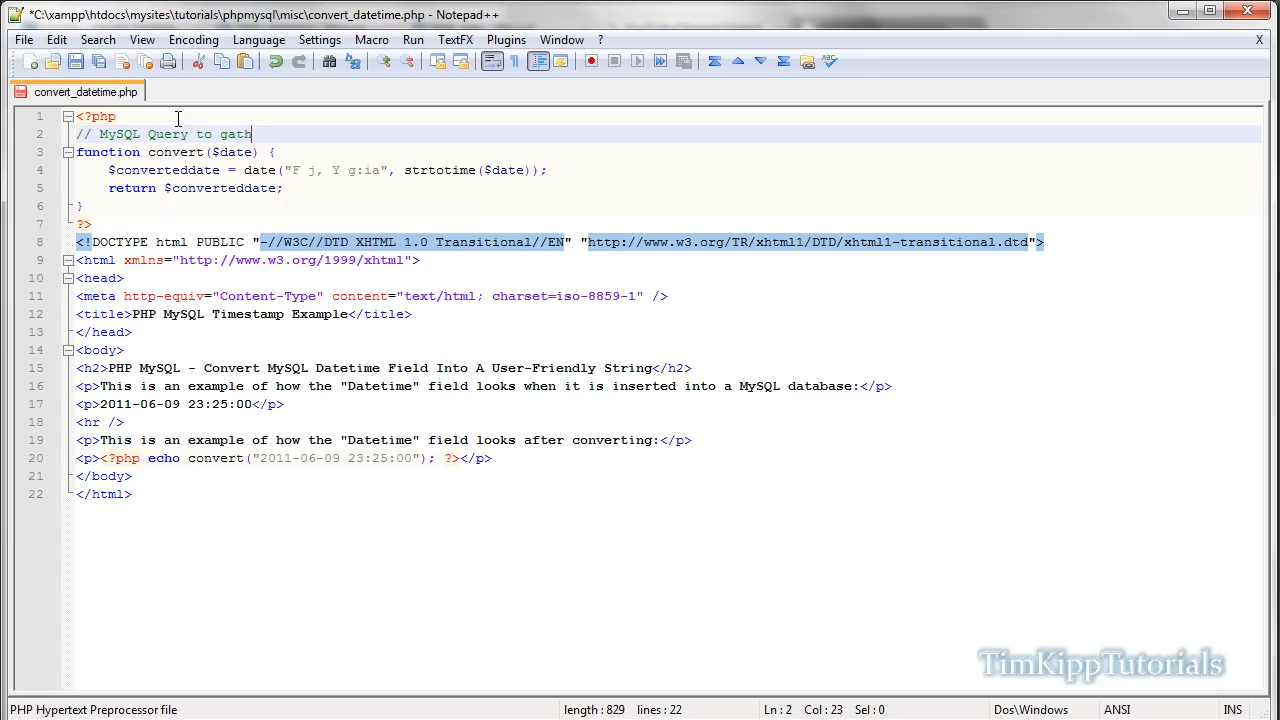 *C:\xampp\htdocs\mysites\tutorials\phpmysql\misc\convert_datetime.php - Notepad++
File Edit Search View Encoding Language Settings Macro Run TextFX Plugins Window ? X
convert_datetime.php
1 <?php
2 // MySQL Query to gath
3 function convert($date) {
4 $converteddate = date("F j, Y g:ia", strtotime($date));
5 return $converteddate;
6 }
7 ?>
8 <!DOCTYPE html PUBLIC "-//W3C//DTD XHTML 1.0 Transitional//EN" "http://www.w3.org/TR/xhtml1/DTD/xhtml1-transitional.dtd">
9 <html xmlns="http://www.w3.org/1999/xhtml">
10 <head>
11 <meta http-equiv="Content-Type" content="text/html; charset=iso-8859-1" />
12 <title>PHP MySQL Timestamp Example</title>
13 </head>
14 <body>
15 <h2>PHP MySQL - Convert MySQL Datetime Field Into A User-Friendly String</h2>
16 <p>This is an example of how the "Datetime" field looks when it is inserted into a MySQL database:</p>
17 <p>2011-06-09 23:25:00</p>
18 <hr />
19 <p>This is an example of how the "Datetime" field looks after converting:</p>
20 <p><?php echo convert("2011-06-09 23:25:00"); ?></p>
21 </body>
22 </html>
TimKippTutorials
PHP Hypertext Preprocessor file length : 829 lines : 22 Ln : 2 Col : 23 Sel : 0 Dos\Windows ANSI INS